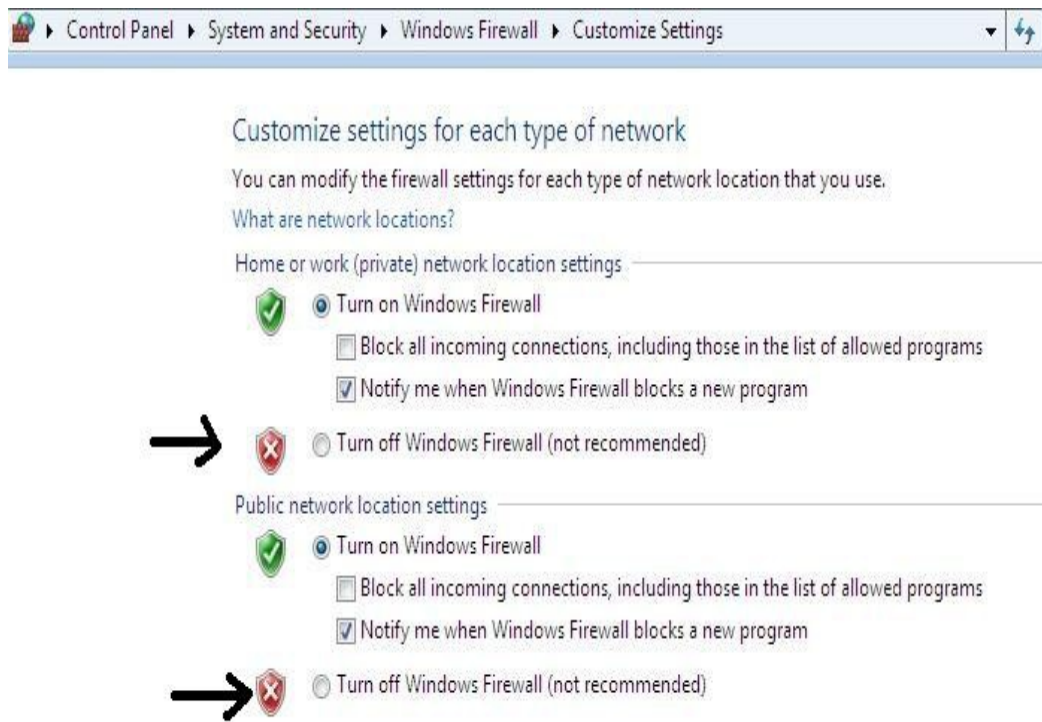 Control Panel ▸ System and Security ▸ Windows Firewall ▸ Customize Settings
Customize settings for each type of network
You can modify the firewall settings for each type of network location that you use.
What are network locations?
Home or work (private) network location settings
Turn on Windows Firewall
Block all incoming connections, including those in the list of allowed programs
Notify me when Windows Firewall blocks a new program
Turn off Windows Firewall (not recommended)
Public network location settings
Turn on Windows Firewall
Block all incoming connections, including those in the list of allowed programs
Notify me when Windows Firewall blocks a new program
Turn off Windows Firewall (not recommended)